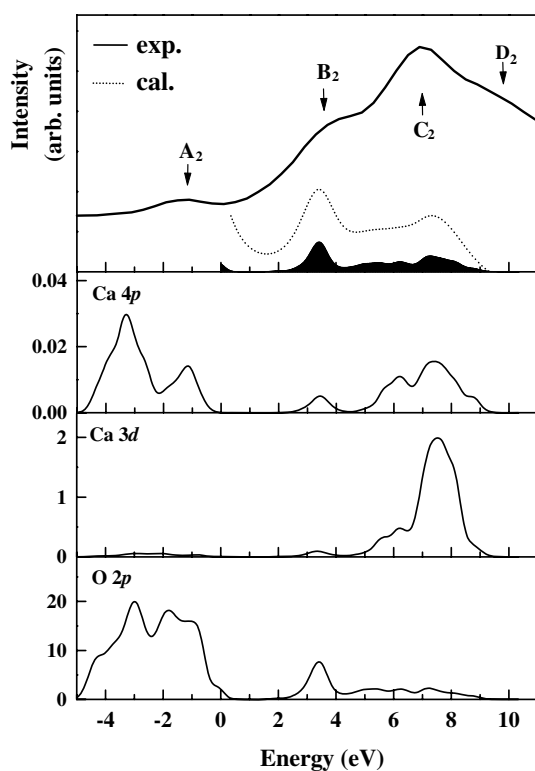 Intensity
(arb. units)
exp.
cal.
A₂
B₂
C₂
D₂
0.04
0.02
0.00
Ca 4p
2
1
0
Ca 3d
20
10
0
O 2p
-4 -2 0 2 4 6 8 10
Energy (eV)